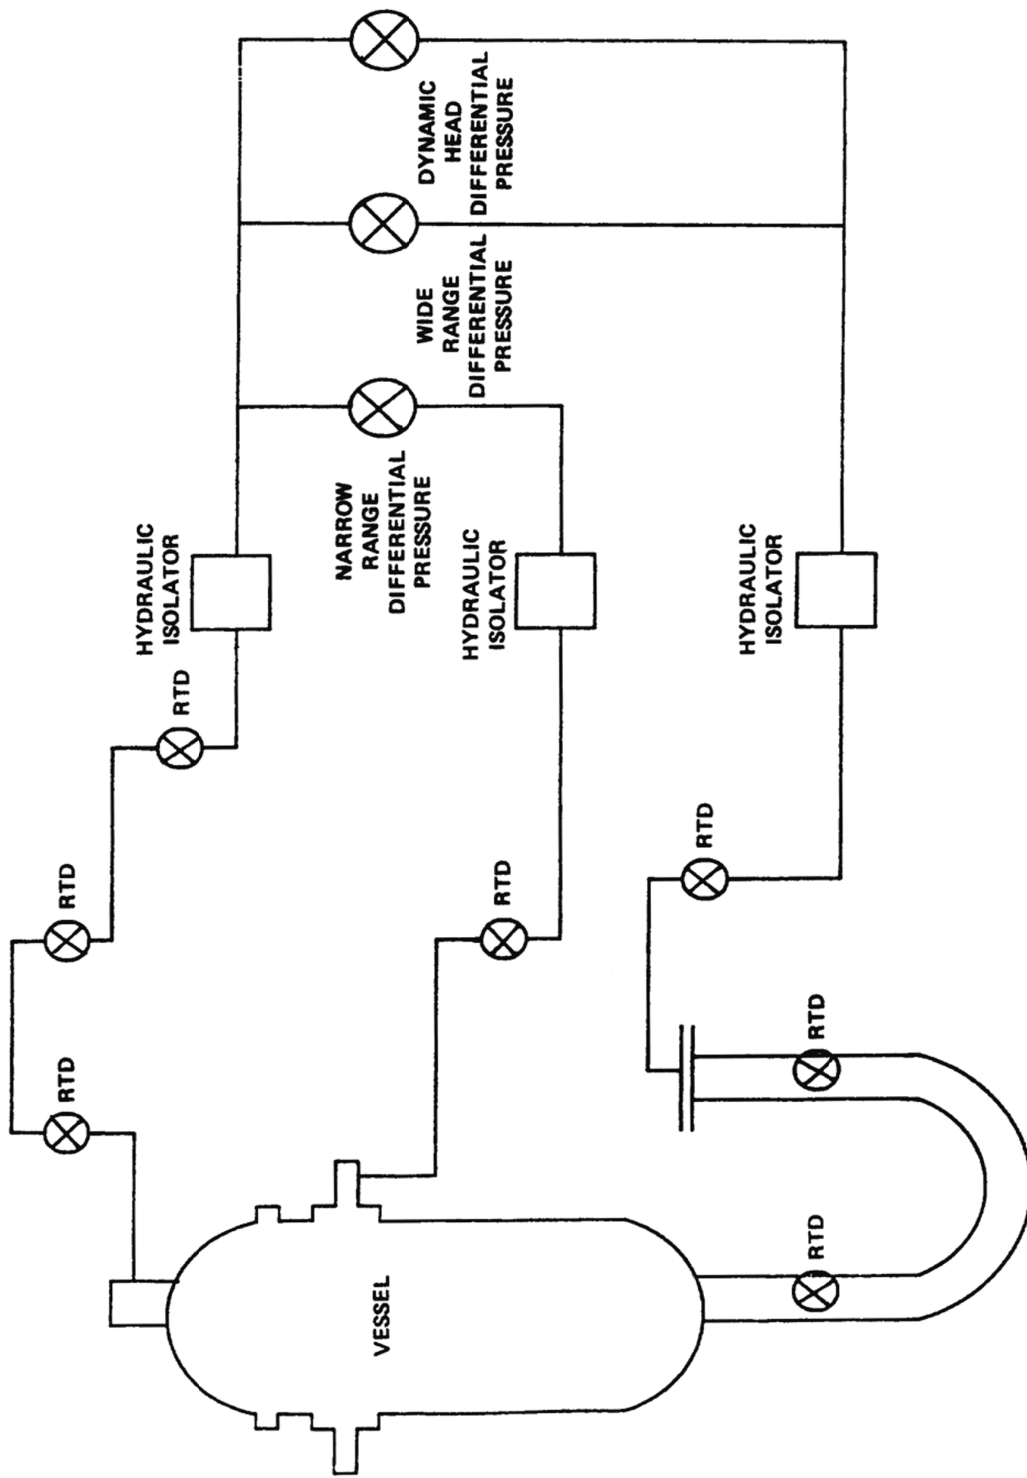 RTD
RTD
RTD
HYDRAULIC
ISOLATOR
VESSEL
NARROW
RANGE
DIFFERENTIAL
PRESSURE
WIDE
RANGE
DIFFERENTIAL
PRESSURE
DYNAMIC
HEAD
DIFFERENTIAL
PRESSURE
RTD
HYDRAULIC
ISOLATOR
RTD
HYDRAULIC
ISOLATOR
RTD
RTD